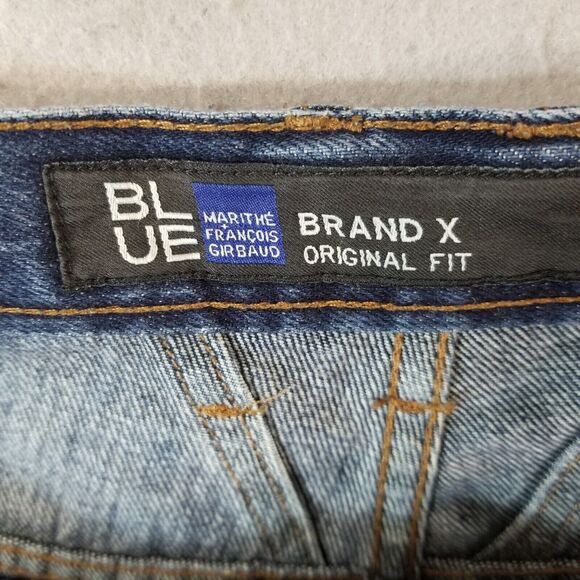 BL
UE
MARITHÉ
+
FRANÇOIS
GIRBAUD
BRAND X
ORIGINAL FIT